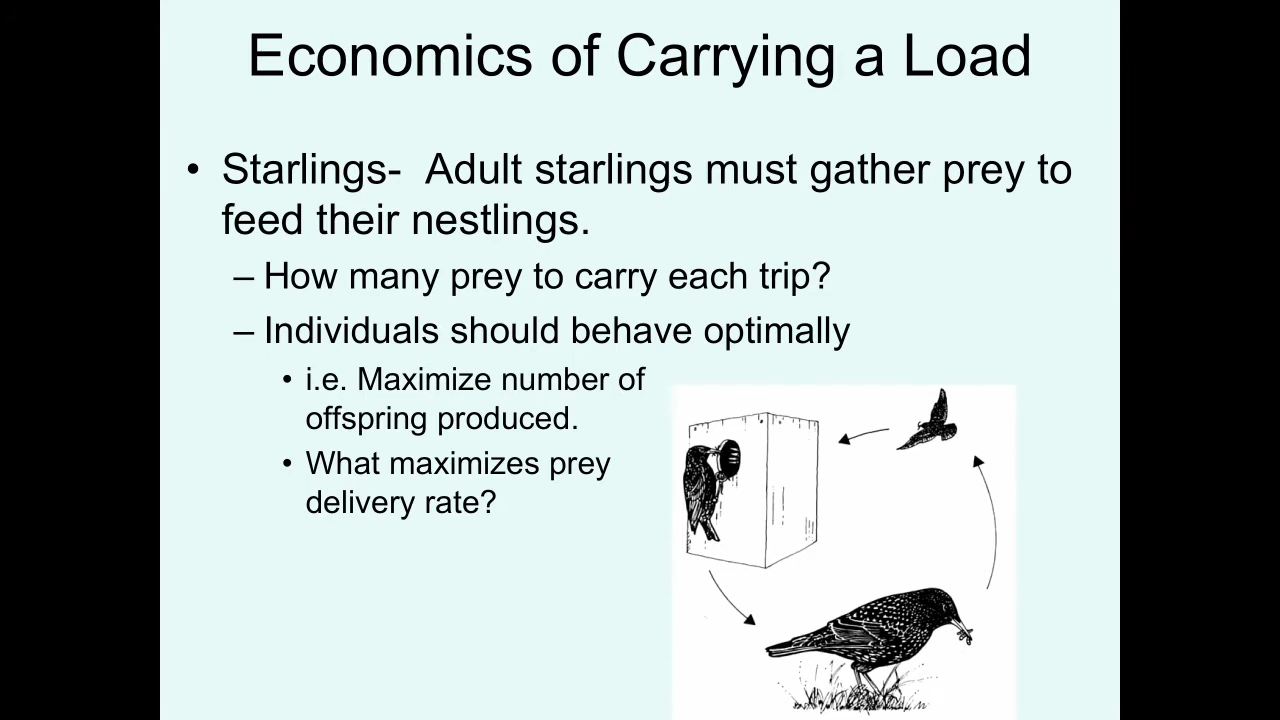 Economics of Carrying a Load
• Starlings-  Adult starlings must gather prey to
feed their nestlings.
– How many prey to carry each trip?
– Individuals should behave optimally
• i.e. Maximize number of
offspring produced.
• What maximizes prey
delivery rate?